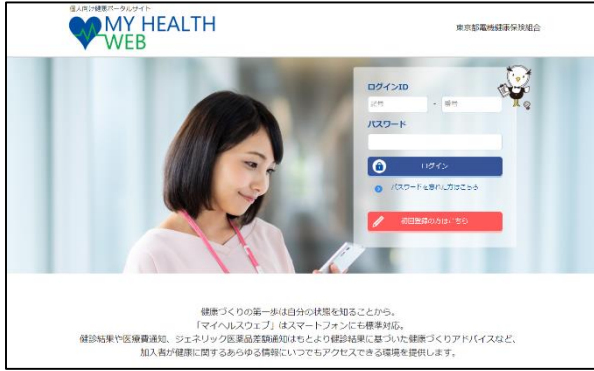 個人向け健康ポータルサイト
MY HEALTH
WEB
東京都電機健康保険組合
ログインID
記号 - 番号
パスワード
ログイン
パスワードを忘れた方はこちら
初回登録の方はこちら
健康づくりの第一歩は自分の状態を知ることから。
「マイヘルスウェブ」はスマートフォンにも標準対応。
健診結果や医療費通知、ジェネリック医薬品差額通知はもとより健診結果に基づいた健康づくりアドバイスなど、
加入者が健康に関するあらゆる情報にいつでもアクセスできる環境を提供します。